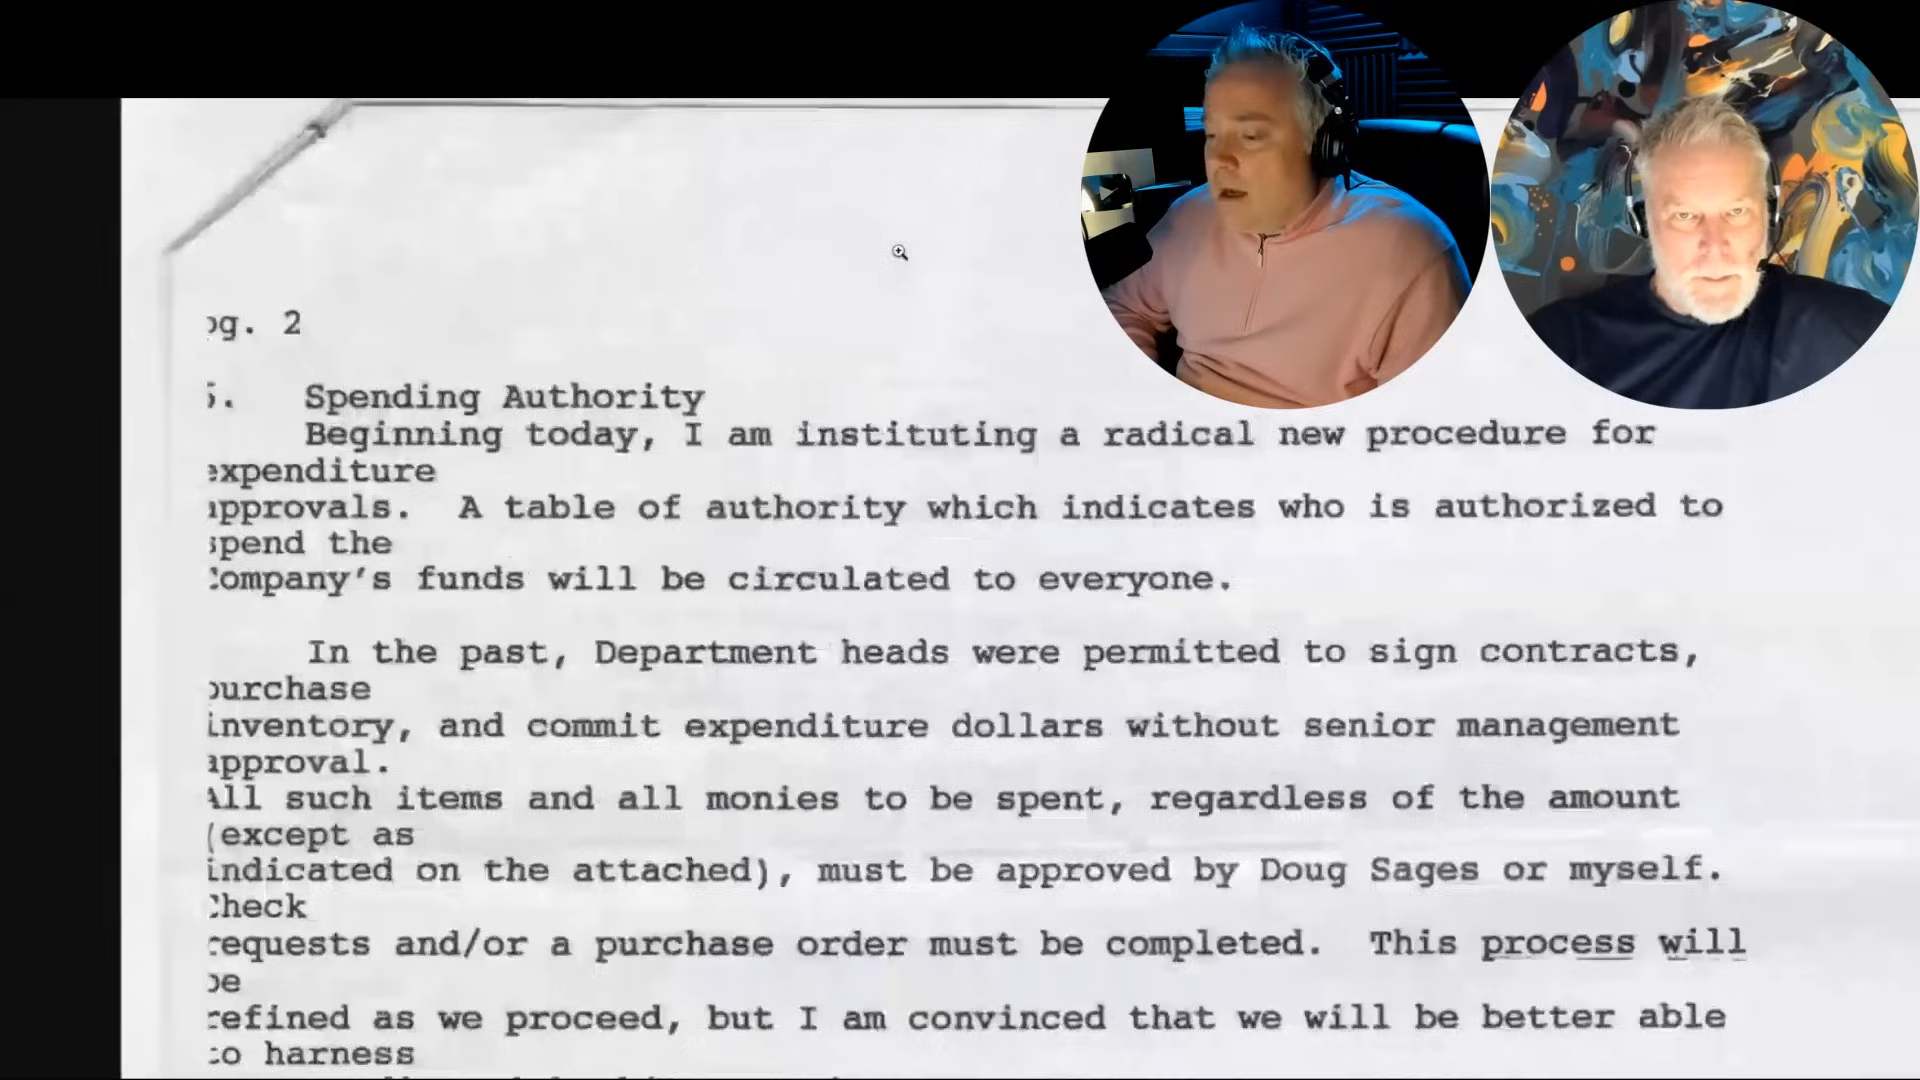 pg. 2
5. Spending Authority
Beginning today, I am instituting a radical new procedure for
expenditure
approvals. A table of authority which indicates who is authorized to
spend the
Company's funds will be circulated to everyone.
In the past, Department heads were permitted to sign contracts,
purchase
inventory, and commit expenditure dollars without senior management
approval.
All such items and all monies to be spent, regardless of the amount
(except as
indicated on the attached), must be approved by Doug Sages or myself.
Check
requests and/or a purchase order must be completed. This process will
be
refined as we proceed, but I am convinced that we will be better able
to harness